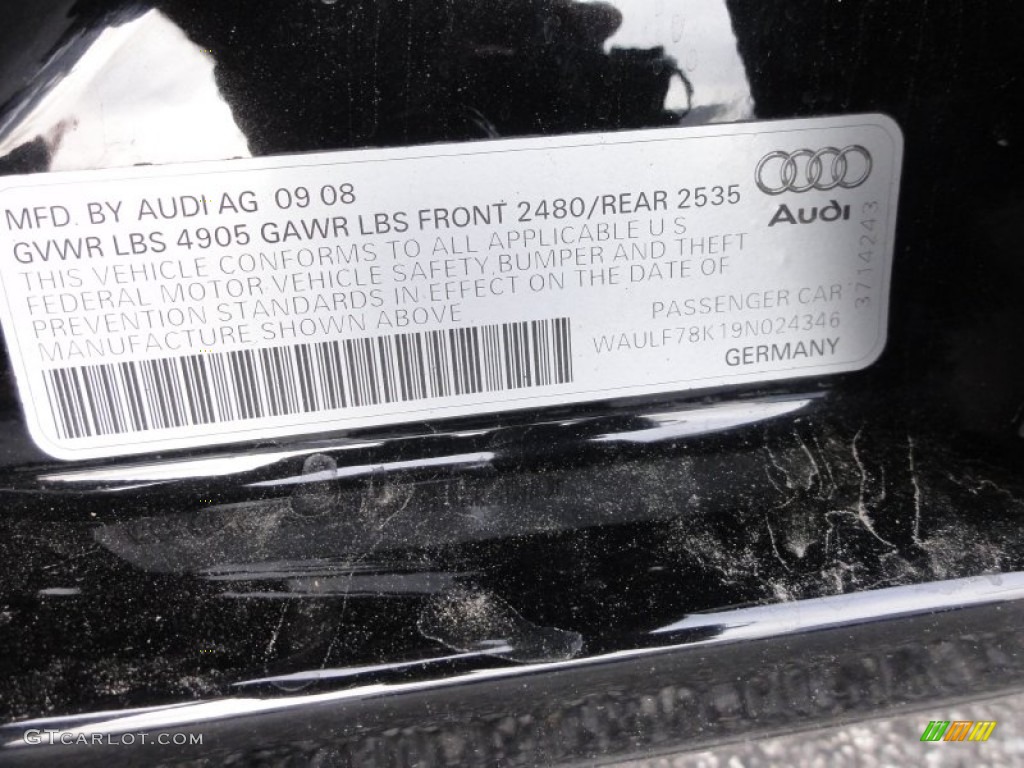 MFD. BY AUDI AG 09 08
GVWR LBS 4905 GAWR LBS FRONT 2480/REAR 2535
THIS VEHICLE CONFORMS TO ALL APPLICABLE U S
FEDERAL MOTOR VEHICLE SAFETY, BUMPER AND THEFT
PREVENTION STANDARDS IN EFFECT ON THE DATE OF
MANUFACTURE SHOWN ABOVE
Audi
3714243
PASSENGER CAR
WAULF78K19N024346
GERMANY
GTCARLOT.COM